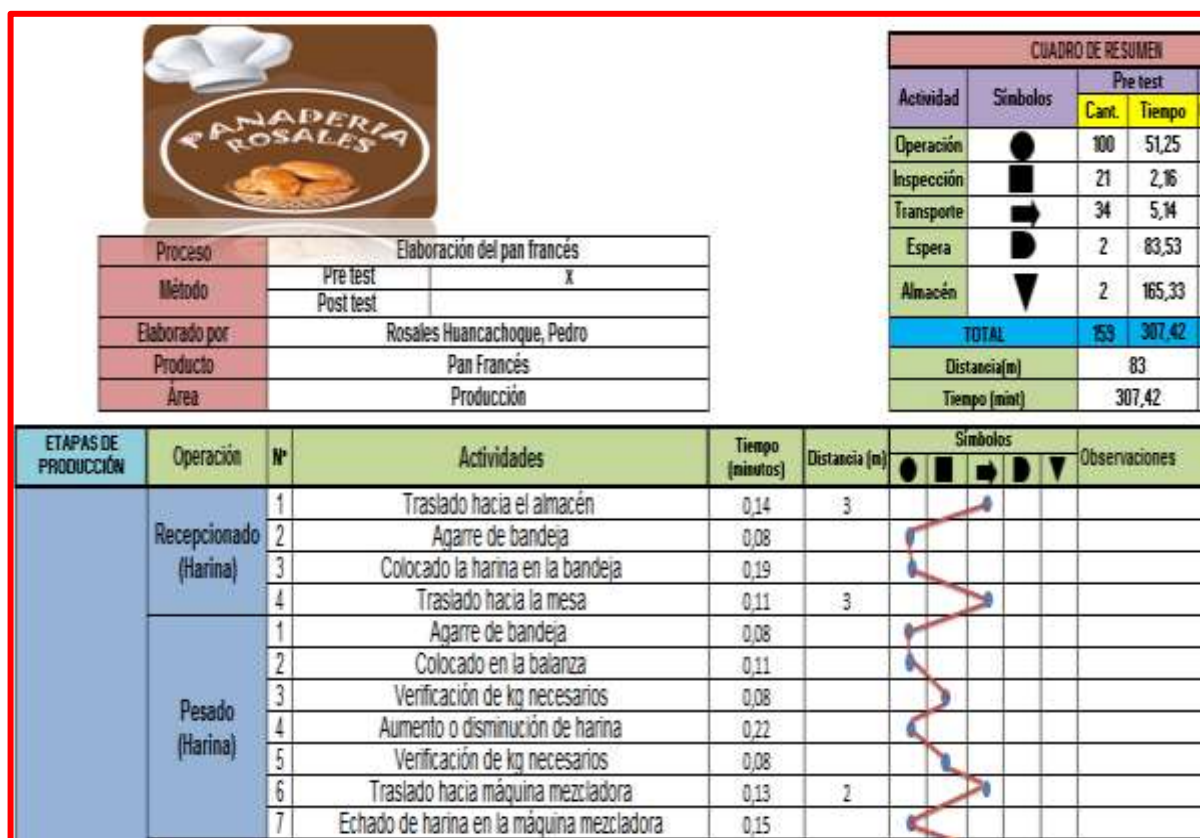 PANADERIA
ROSALES
CUADRO DE RESUMEN
Actividad Símbolos Pre test
Cant. Tiempo
Operación 100 51,25
Inspección 21 2,16
Transporte 34 5,14
Espera 2 83,53
Almacén 2 165,33
TOTAL 159 307,42
Distancia(m) 83
Tiempo (mint) 307,42
Proceso Elaboración del pan francés
Método Pre test x
Post test
Elaborado por Rosales Huancachoque, Pedro
Producto Pan Francés
Área Producción
ETAPAS DE PRODUCCIÓN Operación N° Actividades Tiempo (minutos) Distancia (m) Símbolos Observaciones
Recepcionado (Harina)
1 Traslado hacia el almacén 0,14 3
2 Agarre de bandeja 0,08
3 Colocado la harina en la bandeja 0,19
4 Traslado hacia la mesa 0,11 3
Pesado (Harina)
1 Agarre de bandeja 0,08
2 Colocado en la balanza 0,11
3 Verificación de kg necesarios 0,08
4 Aumento o disminución de harina 0,22
5 Verificación de kg necesarios 0,08
6 Traslado hacia máquina mezcladora 0,13 2
7 Echado de harina en la máquina mezcladora 0,15